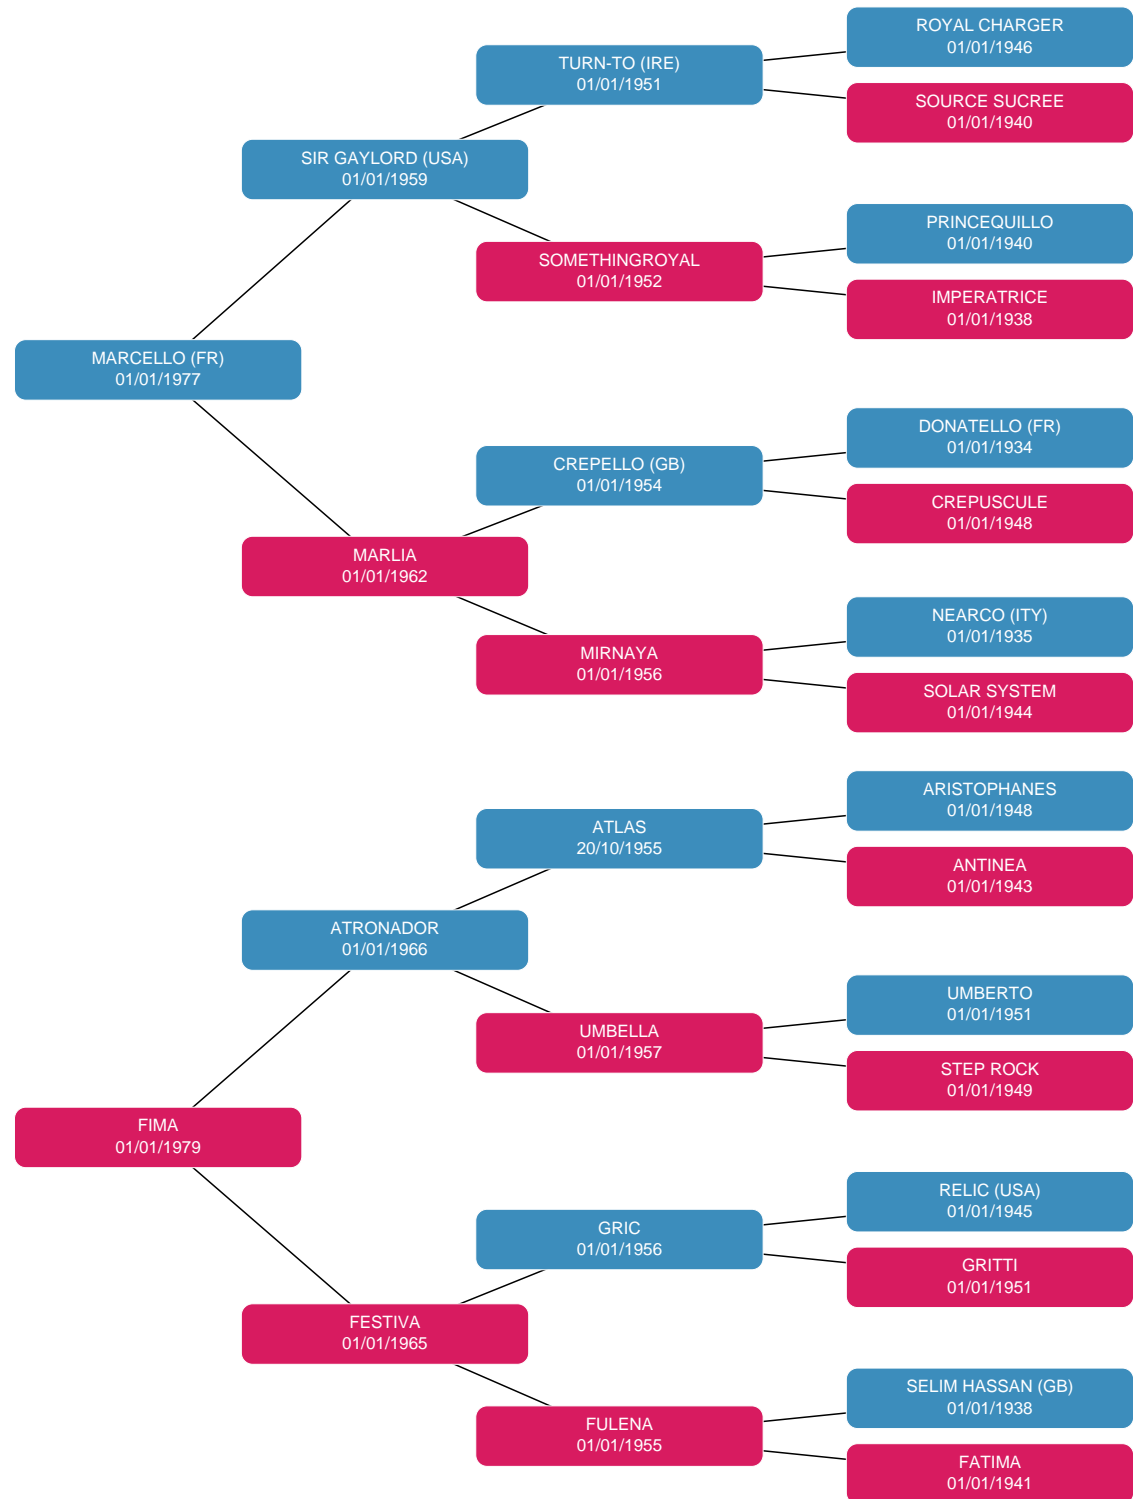 ROYAL CHARGER
01/01/1946
TURN-TO (IRE)
01/01/1951
SOURCE SUCREE
01/01/1940
SIR GAYLORD (USA)
01/01/1959
PRINCEQUILLO
01/01/1940
SOMETHINGROYAL
01/01/1952
IMPERATRICE
01/01/1938
MARCELLO (FR)
01/01/1977
DONATELLO (FR)
01/01/1934
CREPELLO (GB)
01/01/1954
CREPUSCULE
01/01/1948
MARLIA
01/01/1962
NEARCO (ITY)
01/01/1935
MIRNAYA
01/01/1956
SOLAR SYSTEM
01/01/1944
ARISTOPHANES
01/01/1948
ATLAS
20/10/1955
ANTINEA
01/01/1943
ATRONADOR
01/01/1966
UMBERTO
01/01/1951
UMBELLA
01/01/1957
STEP ROCK
01/01/1949
FIMA
01/01/1979
RELIC (USA)
01/01/1945
GRIC
01/01/1956
GRITTI
01/01/1951
FESTIVA
01/01/1965
SELIM HASSAN (GB)
01/01/1938
FULENA
01/01/1955
FATIMA
01/01/1941